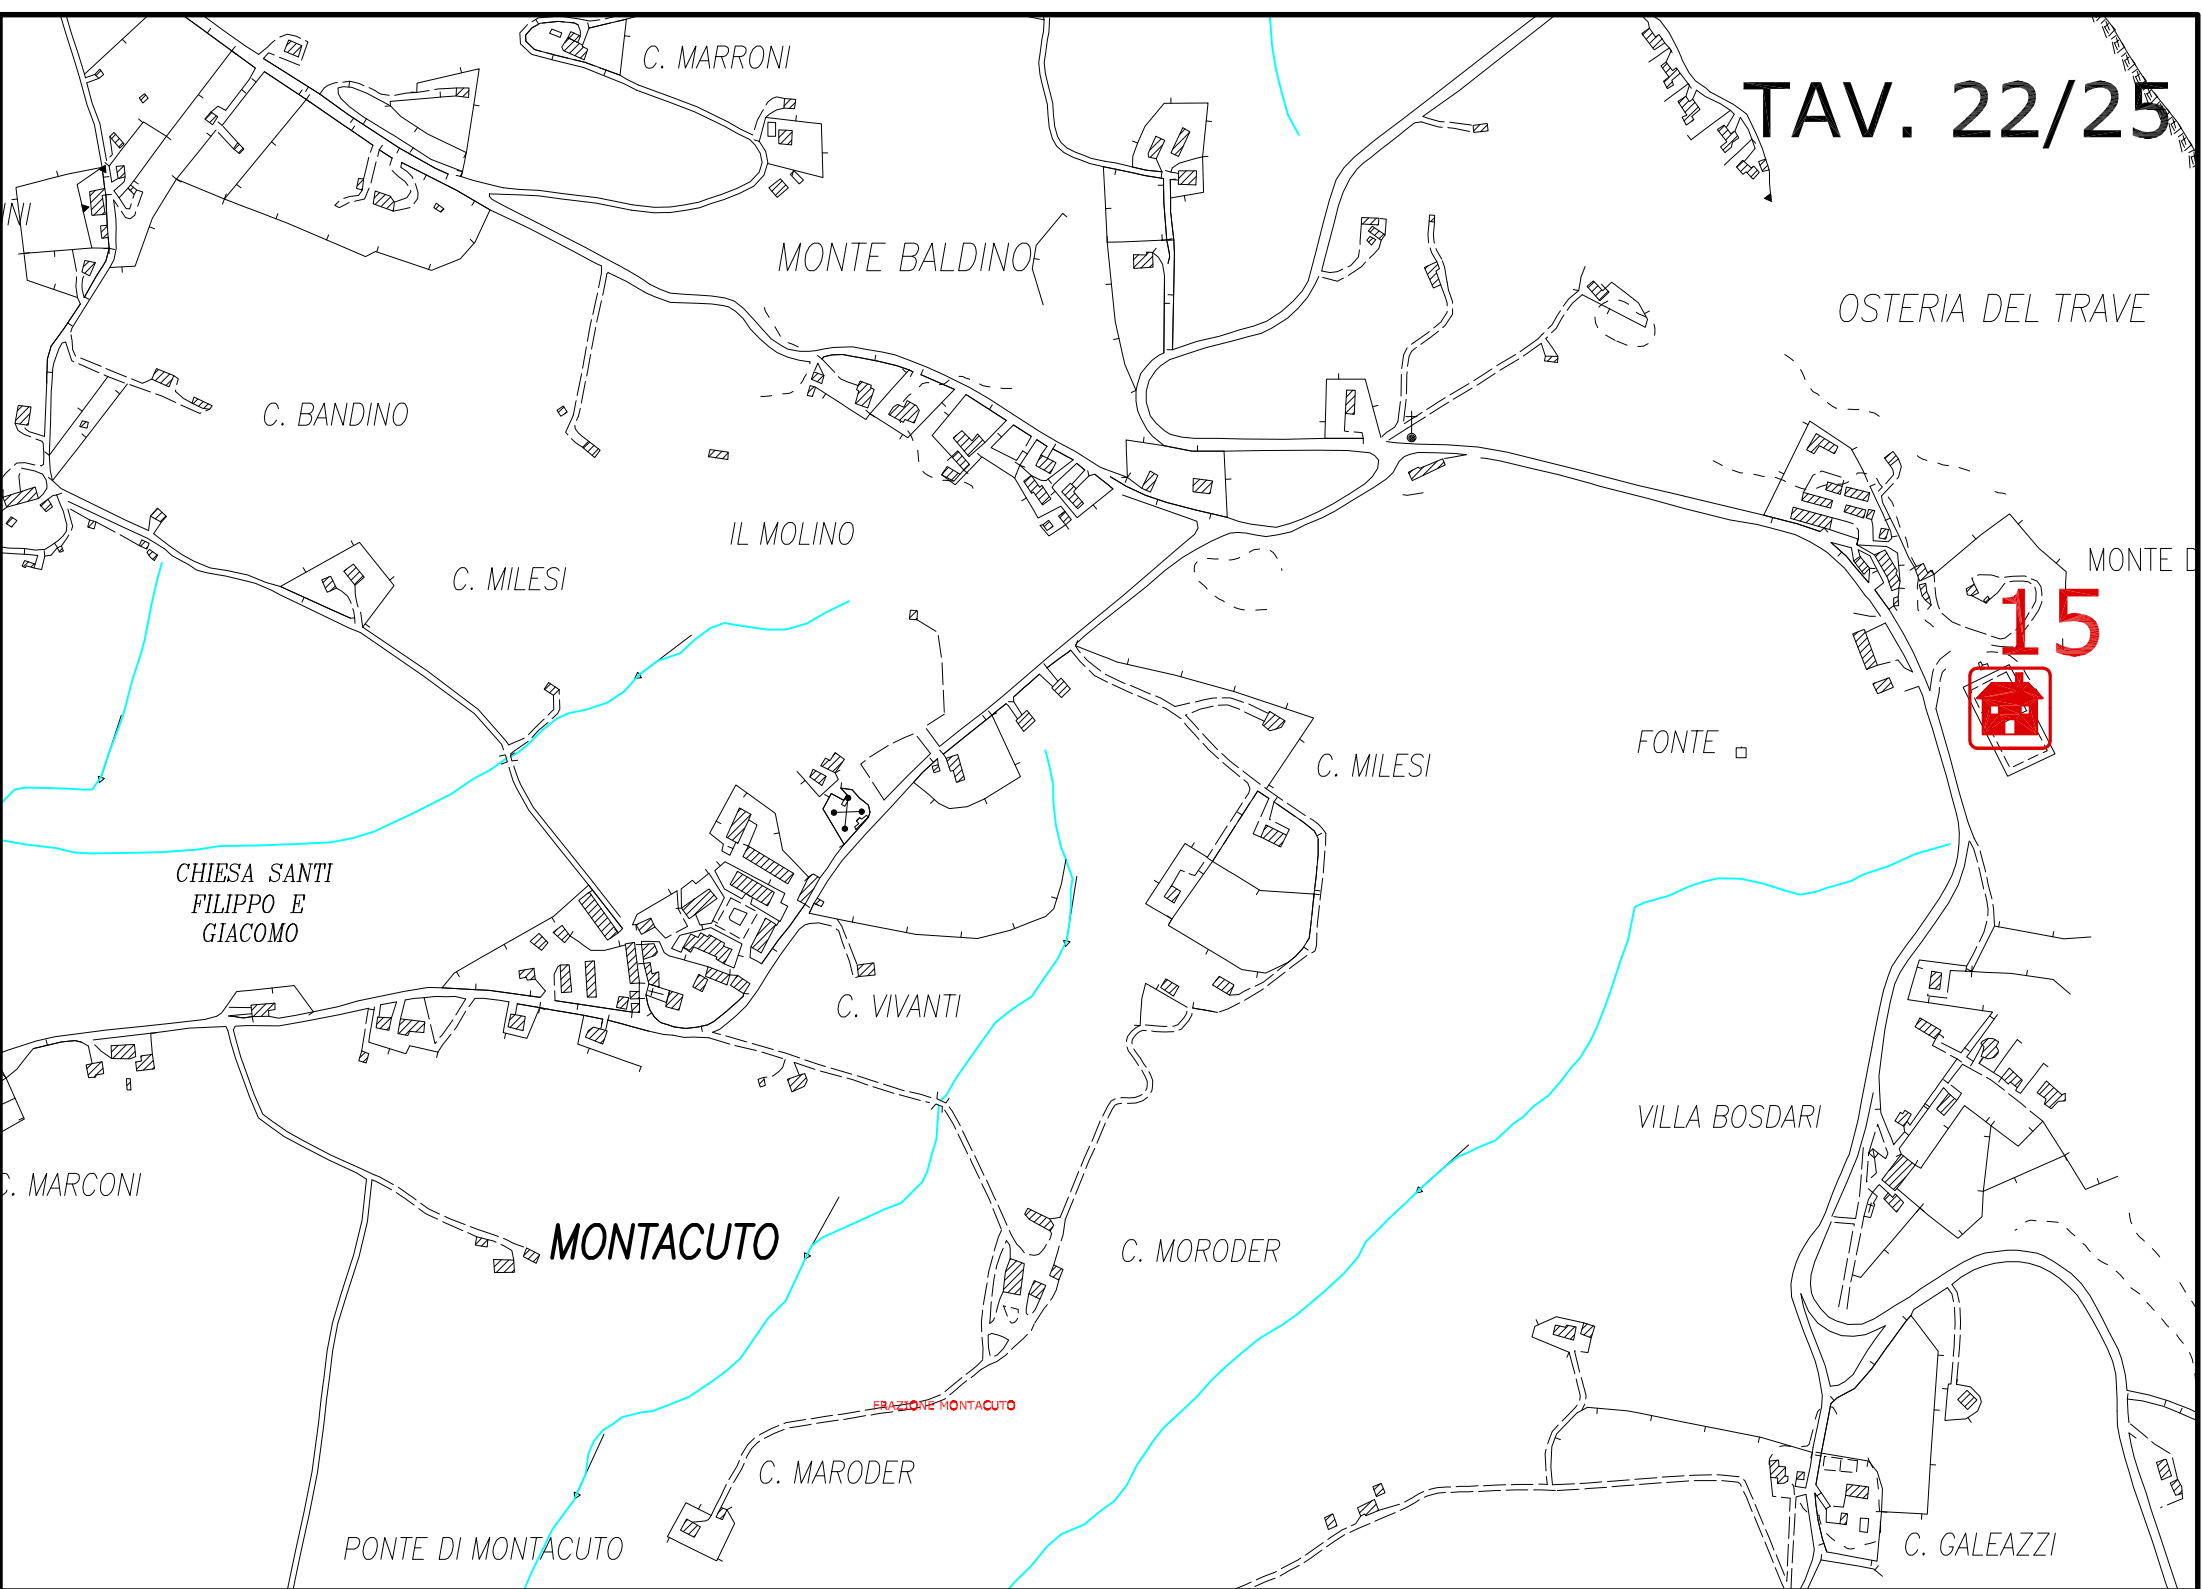 C. MARRONI
TAV. 22/25
INI
MONTE BALDINO
OSTERIA DEL TRAVE
C. BANDINO
IL MOLINO
MONTE D
C. MILESI
15
FONTE
C. MILESI
CHIESA SANTI
FILIPPO E
GIACOMO
C. VIVANTI
VILLA BOSDARI
C. MARCONI
MONTACUTO
C. MORODER
FRAZIONE MONTACUTO
C. MARODER
PONTE DI MONTACUTO
C. GALEAZZI